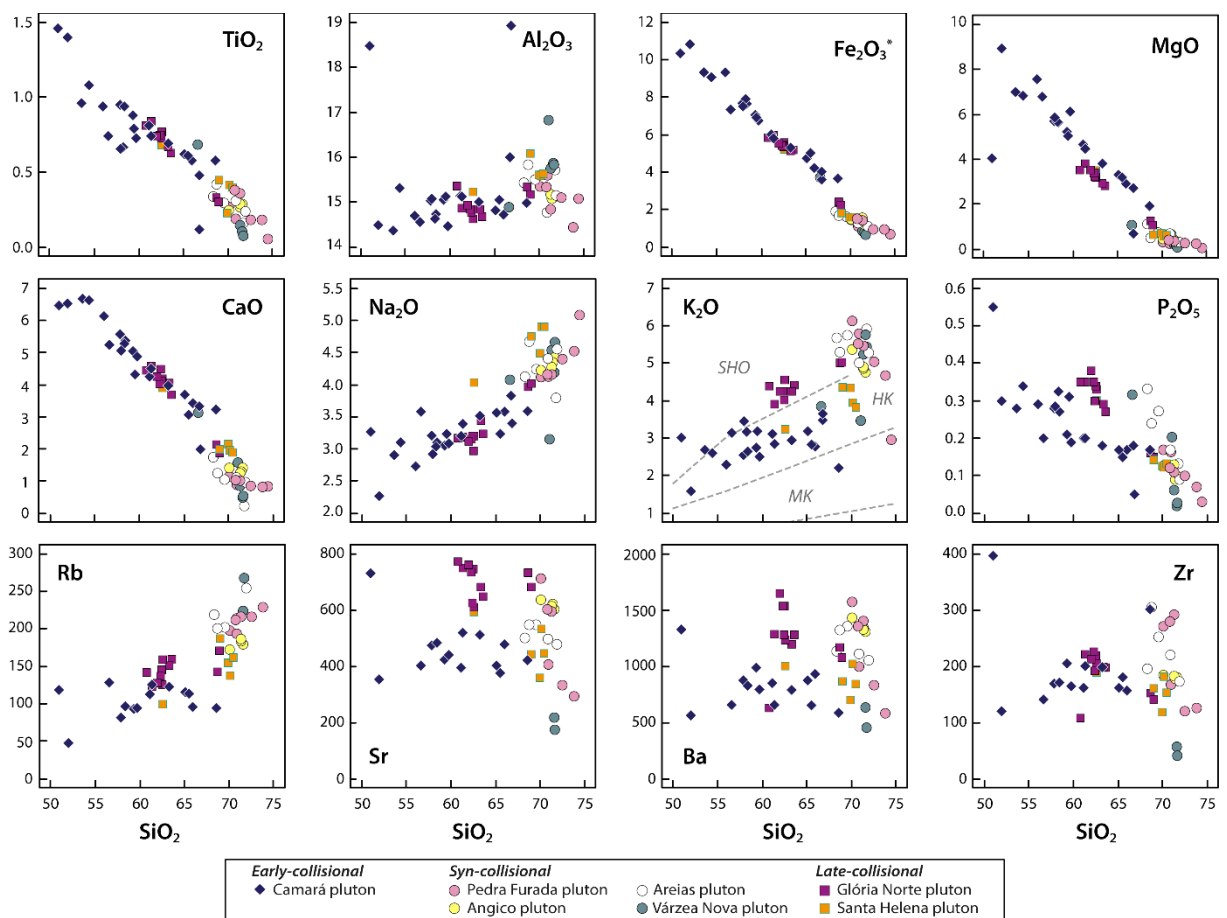 TiO₂
1.5
1.0
0.5
0.0
Al₂O₃
19
18
17
16
15
14
Fe₂O₃*
12
10
8
6
4
2
0
MgO
10
8
6
4
2
0
CaO
7
6
5
4
3
2
1
0
Na₂O
5.5
5.0
4.5
4.0
3.5
3.0
2.5
2.0
K₂O
7
6
5
4
3
2
1
SHO
HK
MK
P₂O₅
0.6
0.5
0.4
0.3
0.2
0.1
0.0
Rb
300
250
200
150
100
50
0
50 55 60 65 70 75
SiO₂
Sr
800
600
400
200
0
50 55 60 65 70 75
SiO₂
Ba
2000
1500
1000
500
0
50 55 60 65 70 75
SiO₂
Zr
400
300
200
100
0
50 55 60 65 70 75
SiO₂
Early-collisional
Camará pluton
Syn-collisional
Pedra Furada pluton
Areias pluton
Angico pluton
Várzea Nova pluton
Late-collisional
Glória Norte pluton
Santa Helena pluton